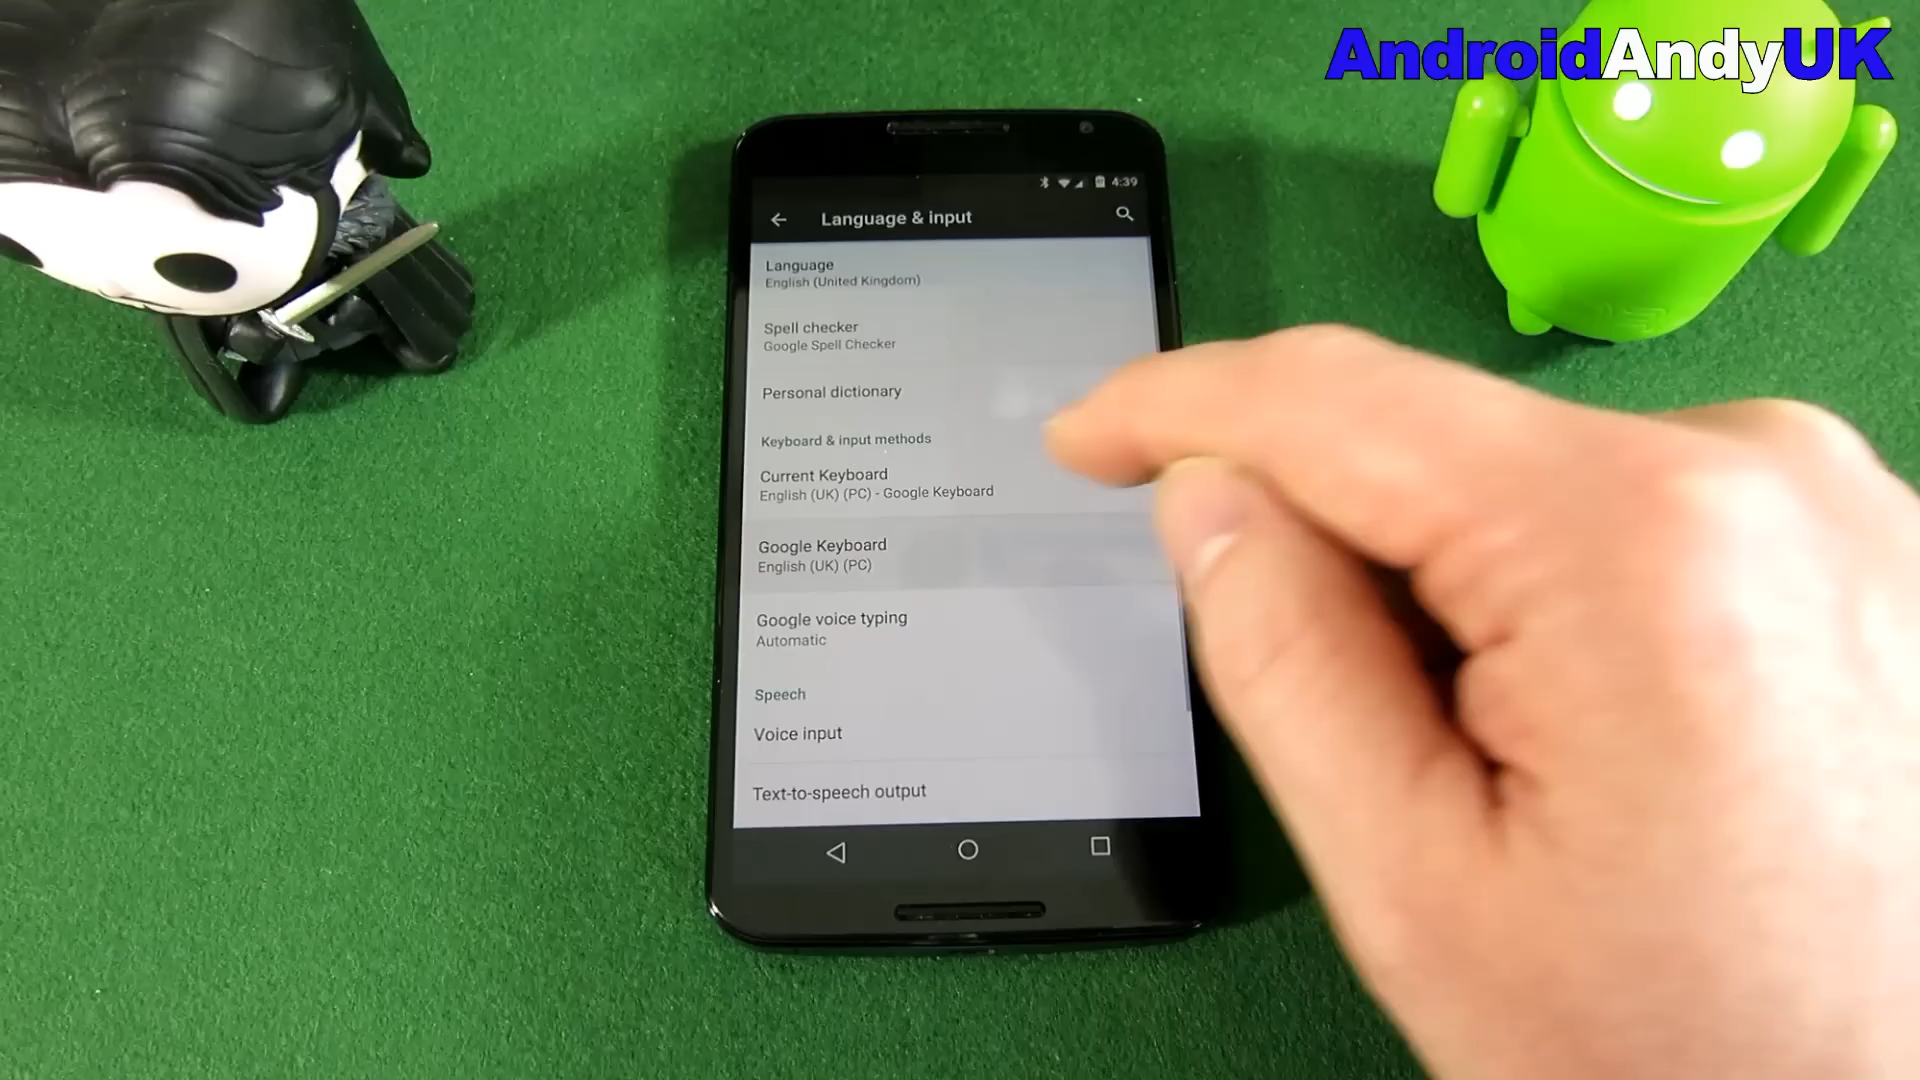 AndroidAndyUK
4:39
Language & input
Language
English (United Kingdom)
Spell checker
Google Spell Checker
Personal dictionary
Keyboard & input methods
Current Keyboard
English (UK) (PC) - Google Keyboard
Google Keyboard
English (UK) (PC)
Google voice typing
Automatic
Speech
Voice input
Text-to-speech output